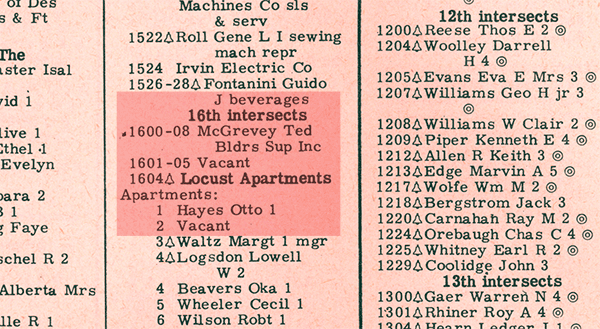 of Des
s & Ft
The
aster Isal
vid 1
live 1
Ethel 1
Evelyn
bara 2
B 1
g Faye
schel R 2
Alberta Mrs
lle R 1
Machines Co sls
& serv
1522△Roll Gene L I sewing
mach repr
1524 Irvin Electric Co
1526-28△Fontanini Guido
J beverages
16th intersects
1600-08 McGrevey Ted
Bldrs Sup Inc
1601-05 Vacant
1604△ Locust Apartments
Apartments:
1 Hayes Otto 1
2 Vacant
3△Waltz Margt 1 mgr
4△Logsdon Lowell
W 2
4 Beavers Oka 1
5 Wheeler Cecil 1
6 Wilson Robt 1
12th intersects
1200△Reese Thos E 2 ◎
1204△Woolley Darrell
H 4 ◎
1205△Evans Eva E Mrs 3 ◎
1207△Williams Geo H jr 3
◎
1208△Williams W Clair 2 ◎
1209△Piper Kenneth E 4 ◎
1212△Allen R Keith 3 ◎
1213△Edge Marvin A 5 ◎
1217△Wolfe Wm M 2 ◎
1218△Bergstrom Jack 3
1220△Carnahah Ray M 2 ◎
1224△Orebaugh Chas C 4 ◎
1225△Whitney Earl R 2 ◎
1229△Coolidge John 3
13th intersects
1300△Gaer Warren N 4 ◎
1301△Rhiner Roy A 4 ◎
1304△Hearn Ledger J 1 ◎